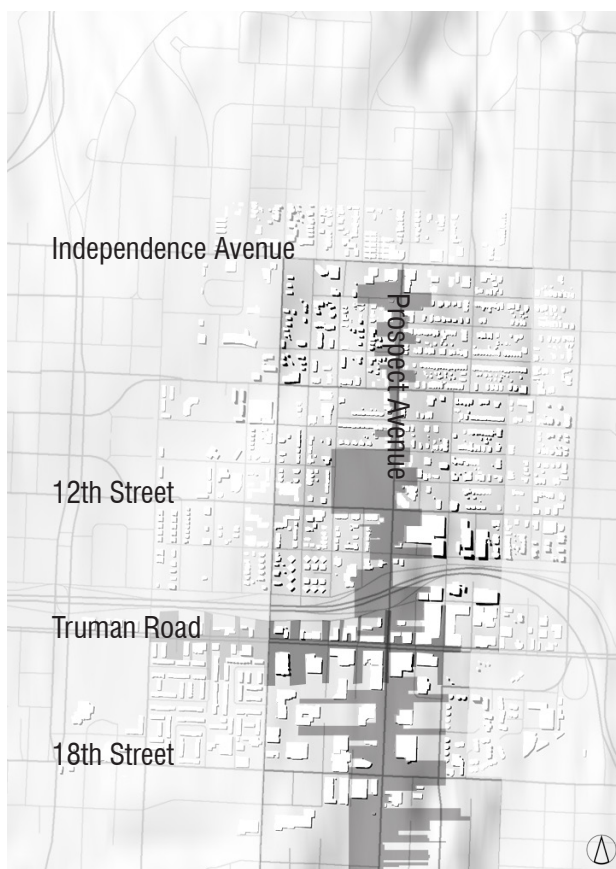 Independence Avenue
Prospect Avenue
12th Street
Truman Road
18th Street